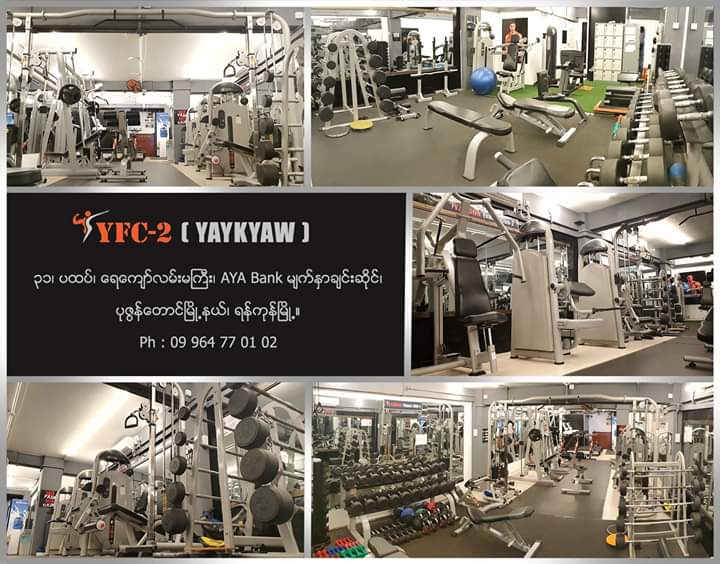 YFC-2 ( YAYKYAW )
၃၁၊ ပထပ်၊ ရေကျော်လမ်းမကြီး၊ AYA Bank မျက်နှာချင်းဆိုင်၊
ပုဇွန်တောင်မြို့နယ်၊ ရန်ကုန်မြို့။
Ph : 09 964 77 01 02